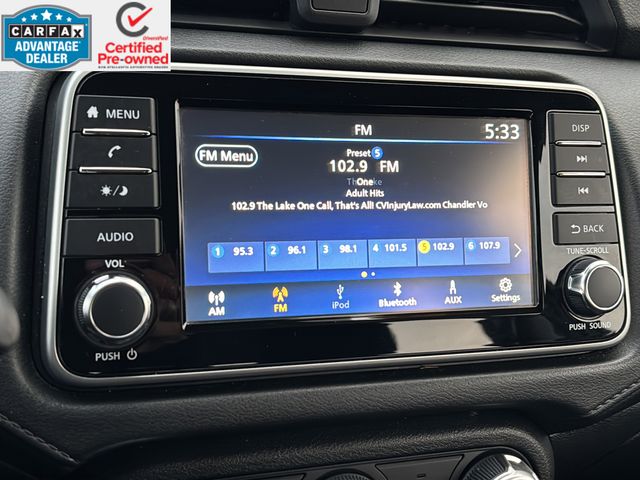 CARFAX
ADVANTAGE
DEALER
Certified
Pre-owned
MENU
AUDIO
VOL
PUSH
FM
5:33
FM Menu
Preset 5
102.9 FM
One
Adult Hits
102.9 The Lake One Call, That's All! CVInjuryLaw.com Chandler Vo
1 95.3
2 96.1
3 98.1
4 101.5
5 102.9
6 107.9
AM
FM
iPod
Bluetooth
AUX
Settings
DISP
BACK
TUNE-SCROLL
PUSH SOUND